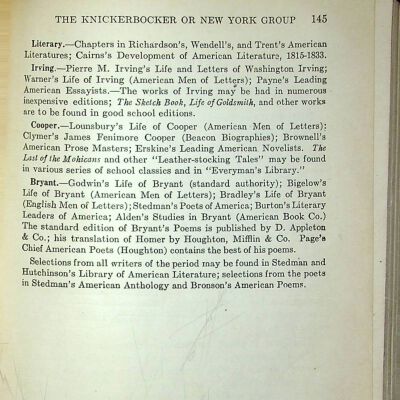 THE KNICKERBOCKER OR NEW YORK GROUP 145
Literary.—Chapters in Richardson's, Wendell's, and Trent's American
Literatures; Cairns's Development of American Literature, 1815-1833.
Irving.—Pierre M. Irving's Life and Letters of Washington Irving;
Warner's Life of Irving (American Men of Letters); Payne's Leading
American Essayists.—The works of Irving may be had in numerous
inexpensive editions; The Sketch Book, Life of Goldsmith, and other works
are to be found in good school editions.
Cooper.—Lounsbury's Life of Cooper (American Men of Letters):
Clymer's James Fenimore Cooper (Beacon Biographies); Brownell's
American Prose Masters; Erskine's Leading American Novelists. The
Last of the Mohicans and other "Leather-stocking Tales" may be found
in various series of school classics and in "Everyman's Library."
Bryant.—Godwin's Life of Bryant (standard authority); Bigelow's
Life of Bryant (American Men of Letters); Bradley's Life of Bryant
(English Men of Letters); Stedman's Poets of America; Burton's Literary
Leaders of America; Alden's Studies in Bryant (American Book Co.)
The standard edition of Bryant's Poems is published by D. Appleton
& Co.; his translation of Homer by Houghton, Mifflin & Co. Page's
Chief American Poets (Houghton) contains the best of his poems.
Selections from all writers of the period may be found in Stedman and
Hutchinson's Library of American Literature; selections from the poets
in Stedman's American Anthology and Bronson's American Poems.